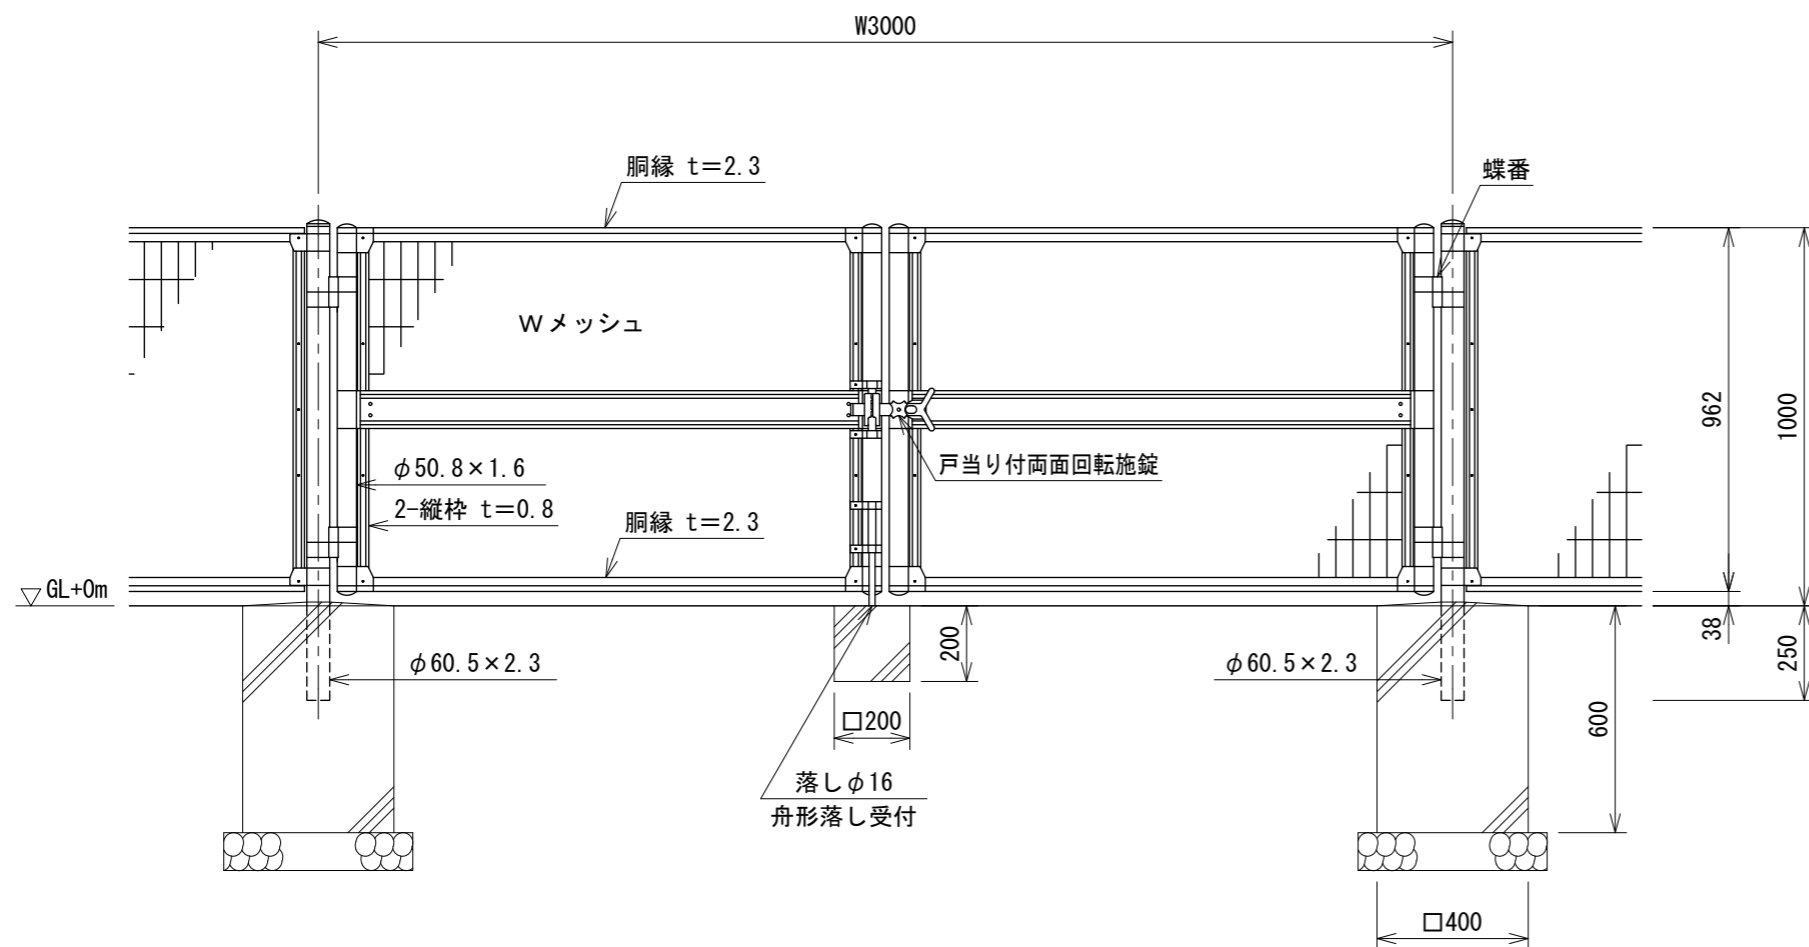 W3000
胴縁 t=2.3
蝶番
Wメッシュ
962
1000
φ50.8×1.6
戸当り付両面回転施錠
2-縦枠 t=0.8
胴縁 t=2.3
▽ GL+0m
38
200
250
φ60.5×2.3
φ60.5×2.3
□200
600
落しφ16
舟形落し受付
□400